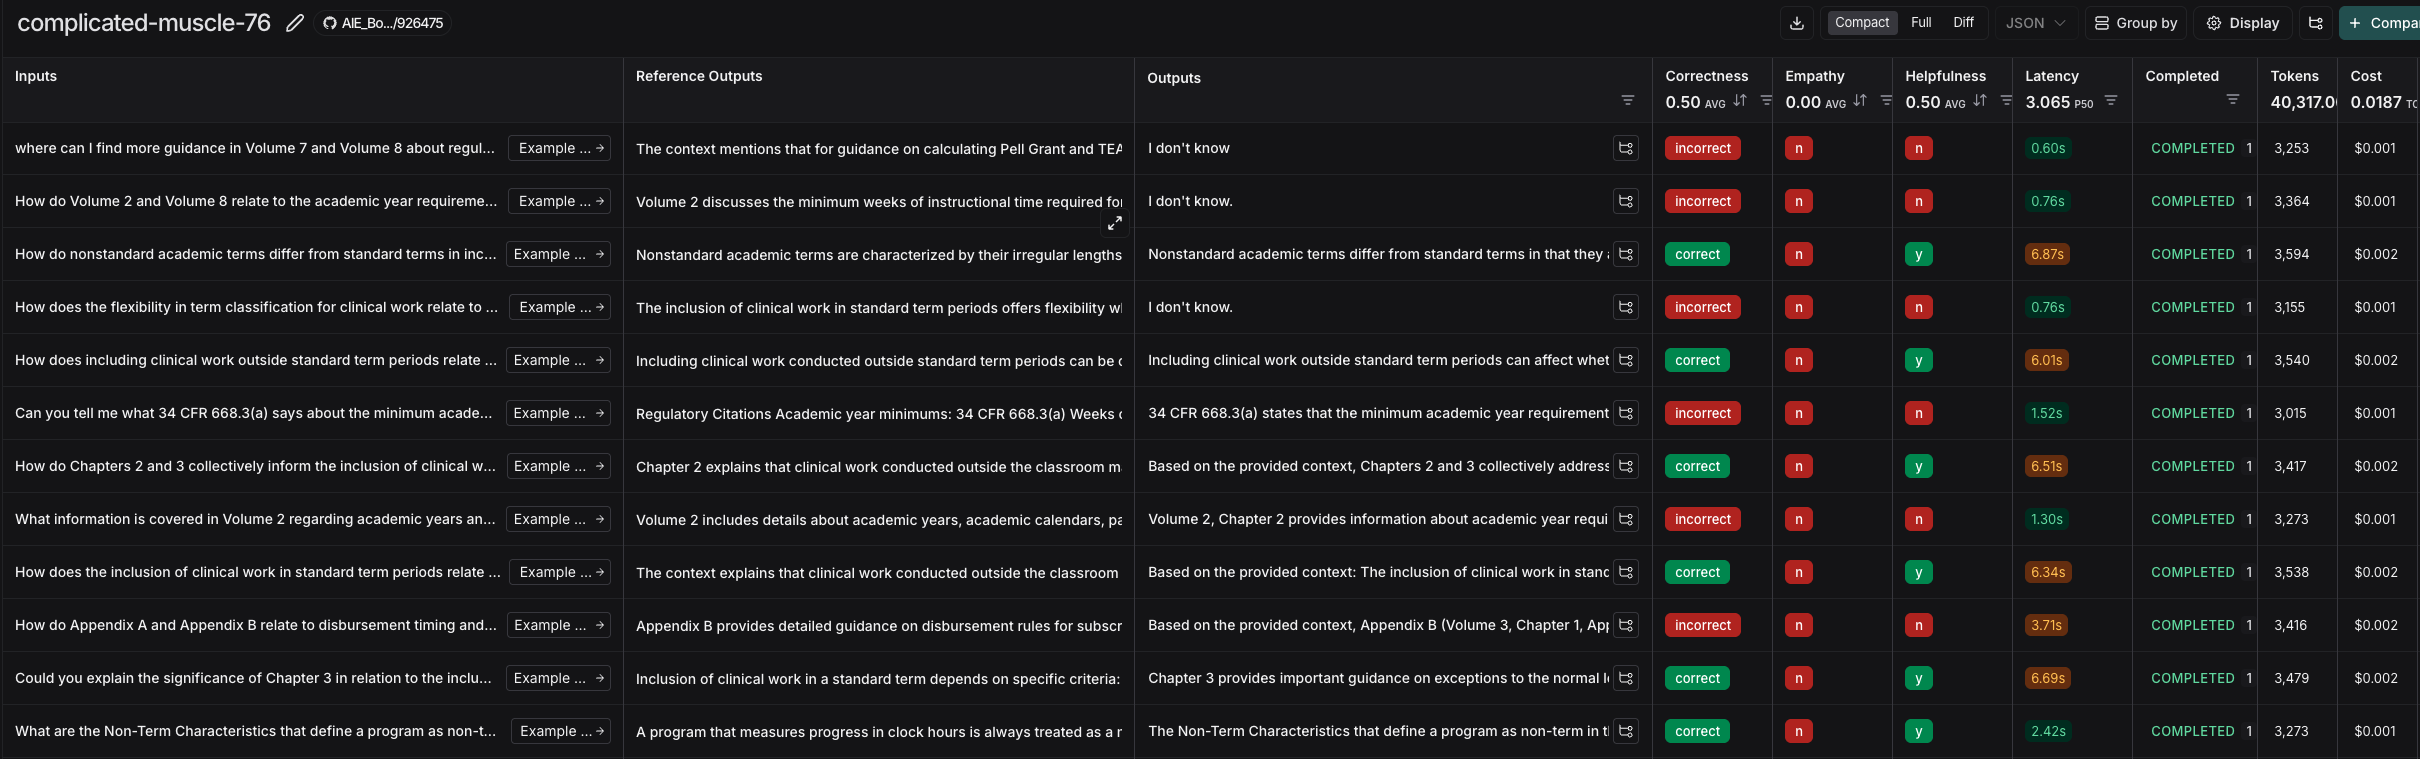 complicated-muscle-76 AIE_Bo.../926475 Compact Full Diff JSON Group by Display + Compa
Inputs Reference Outputs Outputs Correctness Empathy Helpfulness Latency Completed Tokens Cost
0.50 AVG 0.00 AVG 0.50 AVG 3.065 P50 40,317.0 0.0187
where can I find more guidance in Volume 7 and Volume 8 about regul... Example ... → The context mentions that for guidance on calculating Pell Grant and TEA I don't know incorrect n n 0.60s COMPLETED 1 3,253 $0.001
How do Volume 2 and Volume 8 relate to the academic year requireme... Example ... → Volume 2 discusses the minimum weeks of instructional time required for I don't know. incorrect n n 0.76s COMPLETED 1 3,364 $0.001
How do nonstandard academic terms differ from standard terms in inc... Example ... → Nonstandard academic terms are characterized by their irregular lengths Nonstandard academic terms differ from standard terms in that they correct n y 6.87s COMPLETED 1 3,594 $0.002
How does the flexibility in term classification for clinical work relate to ... Example ... → The inclusion of clinical work in standard term periods offers flexibility I don't know. incorrect n n 0.76s COMPLETED 1 3,155 $0.001
How does including clinical work outside standard term periods relate ... Example ... → Including clinical work conducted outside standard term periods can be Including clinical work outside standard term periods can affect whet correct n y 6.01s COMPLETED 1 3,540 $0.002
Can you tell me what 34 CFR 668.3(a) says about the minimum acade... Example ... → Regulatory Citations Academic year minimums: 34 CFR 668.3(a) Weeks 34 CFR 668.3(a) states that the minimum academic year requirement incorrect n n 1.52s COMPLETED 1 3,015 $0.001
How do Chapters 2 and 3 collectively inform the inclusion of clinical w... Example ... → Chapter 2 explains that clinical work conducted outside the classroom m Based on the provided context, Chapters 2 and 3 collectively address correct n y 6.51s COMPLETED 1 3,417 $0.002
What information is covered in Volume 2 regarding academic years an... Example ... → Volume 2 includes details about academic years, academic calendars, pa Volume 2, Chapter 2 provides information about academic year requi incorrect n n 1.30s COMPLETED 1 3,273 $0.001
How does the inclusion of clinical work in standard term periods relate ... Example ... → The context explains that clinical work conducted outside the classroom Based on the provided context: The inclusion of clinical work in stand correct n y 6.34s COMPLETED 1 3,538 $0.002
How do Appendix A and Appendix B relate to disbursement timing and... Example ... → Appendix B provides detailed guidance on disbursement rules for subscr Based on the provided context, Appendix B (Volume 3, Chapter 1, App incorrect n n 3.71s COMPLETED 1 3,416 $0.002
Could you explain the significance of Chapter 3 in relation to the inclu... Example ... → Inclusion of clinical work in a standard term depends on specific criteria: Chapter 3 provides important guidance on exceptions to the normal correct n y 6.69s COMPLETED 1 3,479 $0.002
What are the Non-Term Characteristics that define a program as non-t... Example ... → A program that measures progress in clock hours is always treated as a The Non-Term Characteristics that define a program as non-term in correct n y 2.42s COMPLETED 1 3,273 $0.001